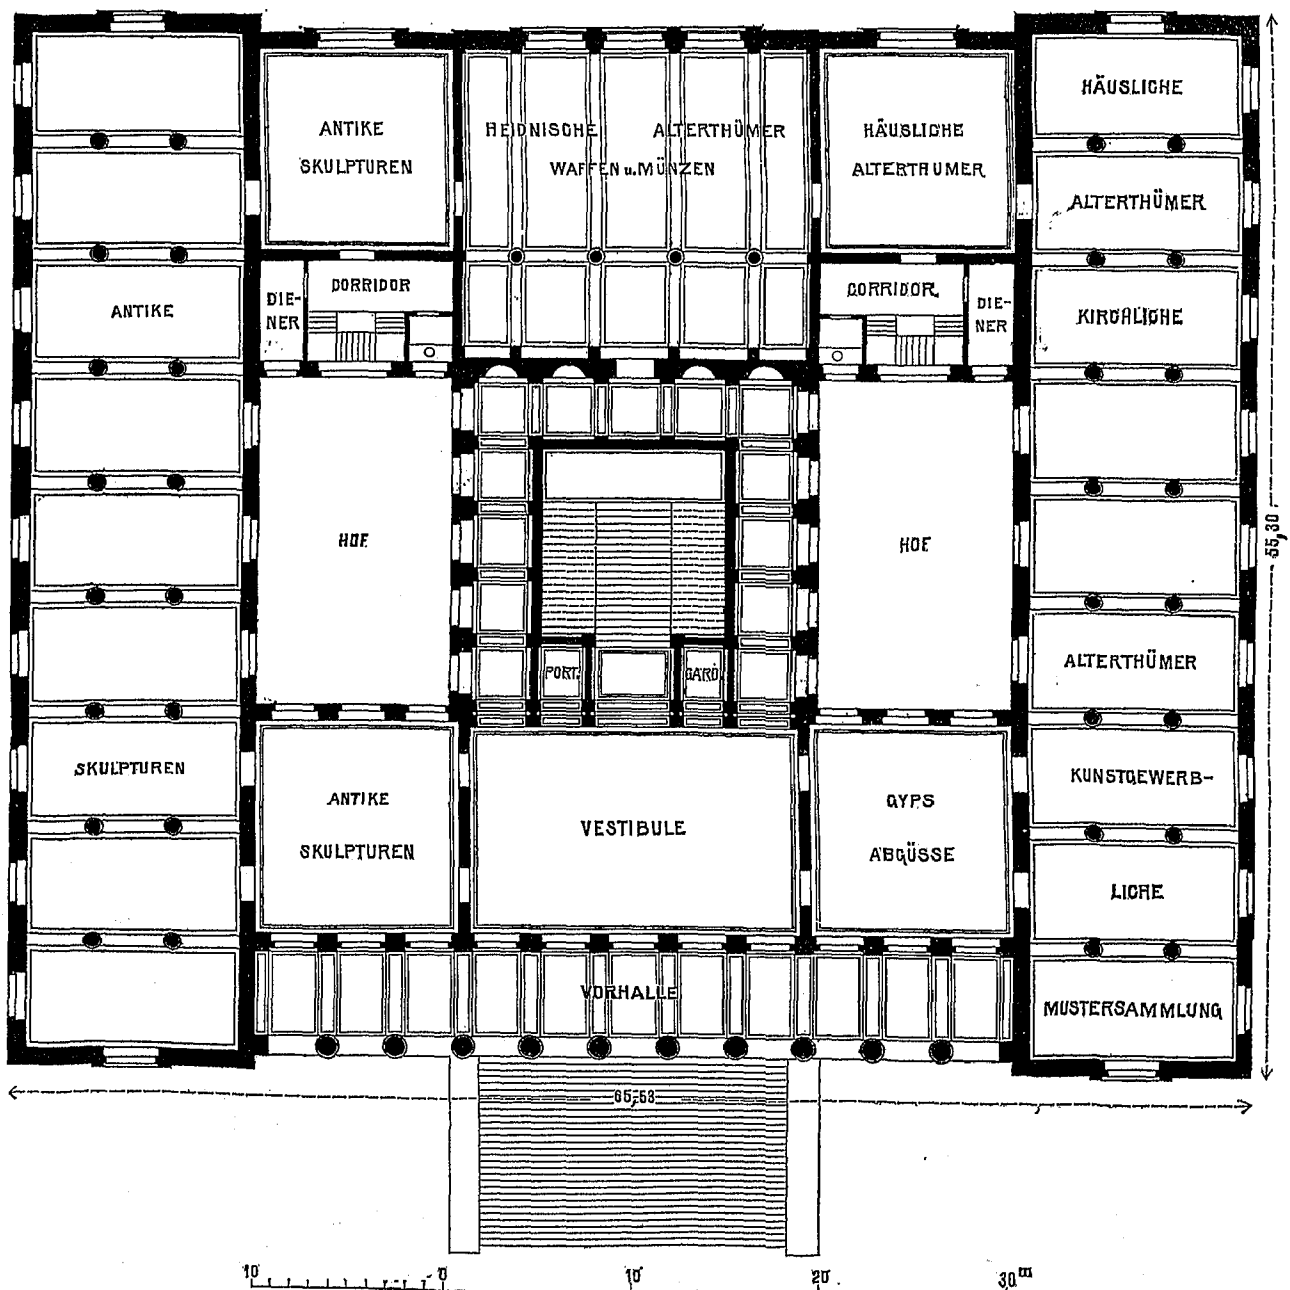 HÄUSLICHE
ANTIKE
SKULPTUREN
HEIDNISCHE ALTERTHÜMER
WAFFEN u. MÜNZEN
HÄUSLICHE
ALTERTHUMER
ALTERTHÜMER
DIE-
NER
CORRIDOR
CORRIDOR
DIE-
NER
ANTIKE
KIRCHLICHE
HOF
HOF
55,30
PORT.
GARD.
ALTERTHÜMER
SKULPTUREN
ANTIKE
SKULPTUREN
VESTIBULE
GYPS
ABGÜSSE
KUNSTGEWERB-
LICHE
VORHALLE
MUSTERSAMMLUNG
65,53
10 0 10 20 30 m